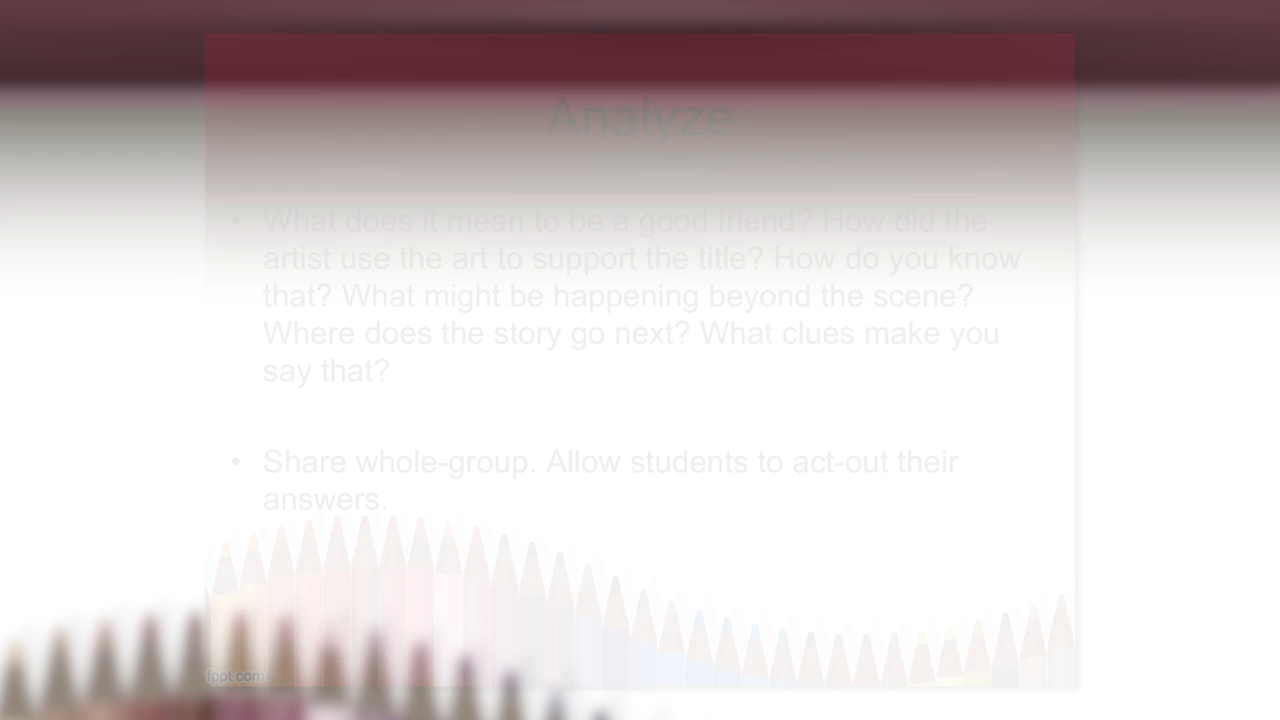 Analyze
• What does it mean to be a good friend? How did the
artist use the art to support the title? How do you know
that? What might be happening beyond the scene?
Where does the story go next? What clues make you
say that?
• Share whole-group. Allow students to act-out their
answers.
fppt.com